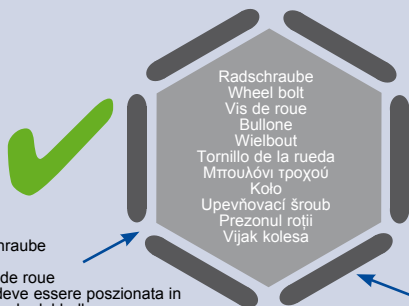 Radschraube
Wheel bolt
Vis de roue
Bullone
Wielbout
Tornillo de la rueda
Μπουλόνι τροχού
Koło
Upevňovací šroub
Prezonul roții
Vijak kolesa
de roue
deve essere poszionata in